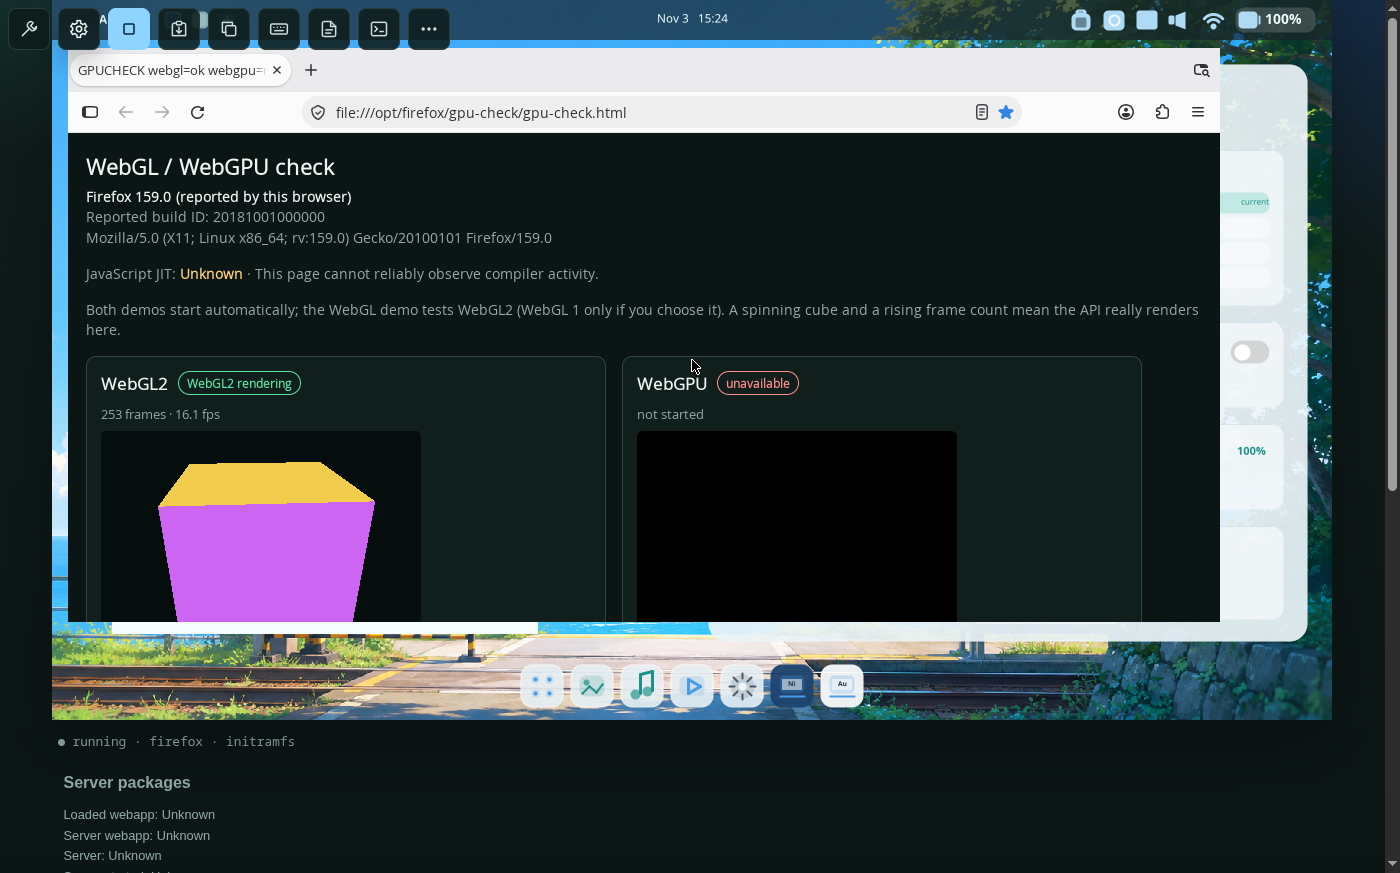 Nov 3 15:24
100%
GPUCHECK webgl=ok webgpu=
file:///opt/firefox/gpu-check/gpu-check.html
WebGL / WebGPU check
Firefox 159.0 (reported by this browser)
Reported build ID: 20181001000000
Mozilla/5.0 (X11; Linux x86_64; rv:159.0) Gecko/20100101 Firefox/159.0
JavaScript JIT: Unknown · This page cannot reliably observe compiler activity.
Both demos start automatically; the WebGL demo tests WebGL2 (WebGL 1 only if you choose it). A spinning cube and a rising frame count mean the API really renders
here.
WebGL2 WebGL2 rendering
253 frames · 16.1 fps
WebGPU unavailable
not started
current
100%
Ni
Au
● running · firefox · initramfs
Server packages
Loaded webapp: Unknown
Server webapp: Unknown
Server: Unknown